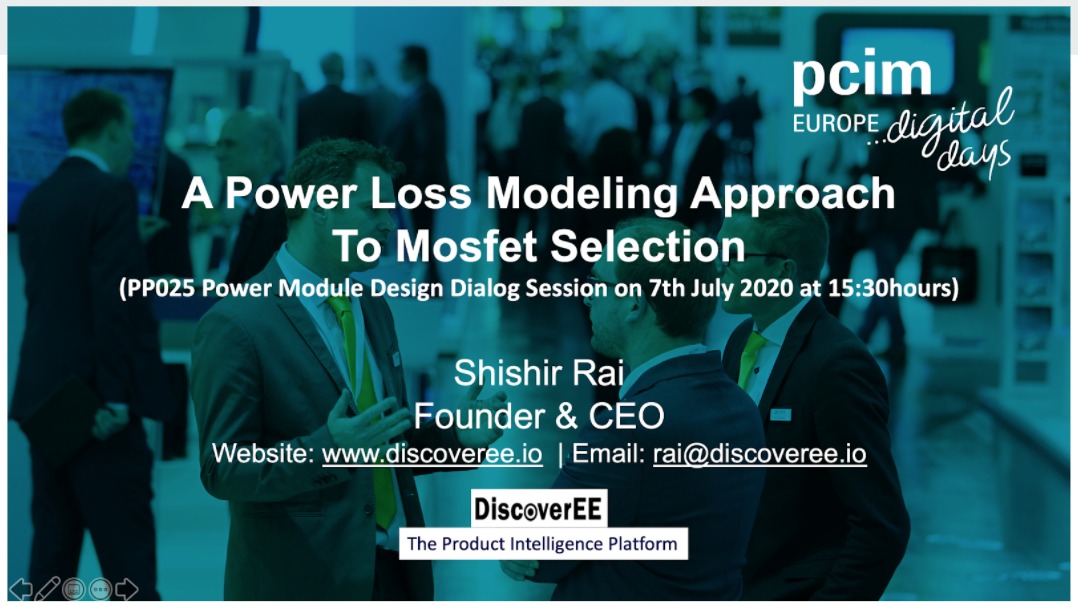 pcim
EUROPE
...digital
days
A Power Loss Modeling Approach
To Mosfet Selection
(PP025 Power Module Design Dialog Session on 7th July 2020 at 15:30hours)
Shishir Rai
Founder & CEO
Website: www.discoveree.io | Email: rai@discoveree.io
DiscoverEE
The Product Intelligence Platform